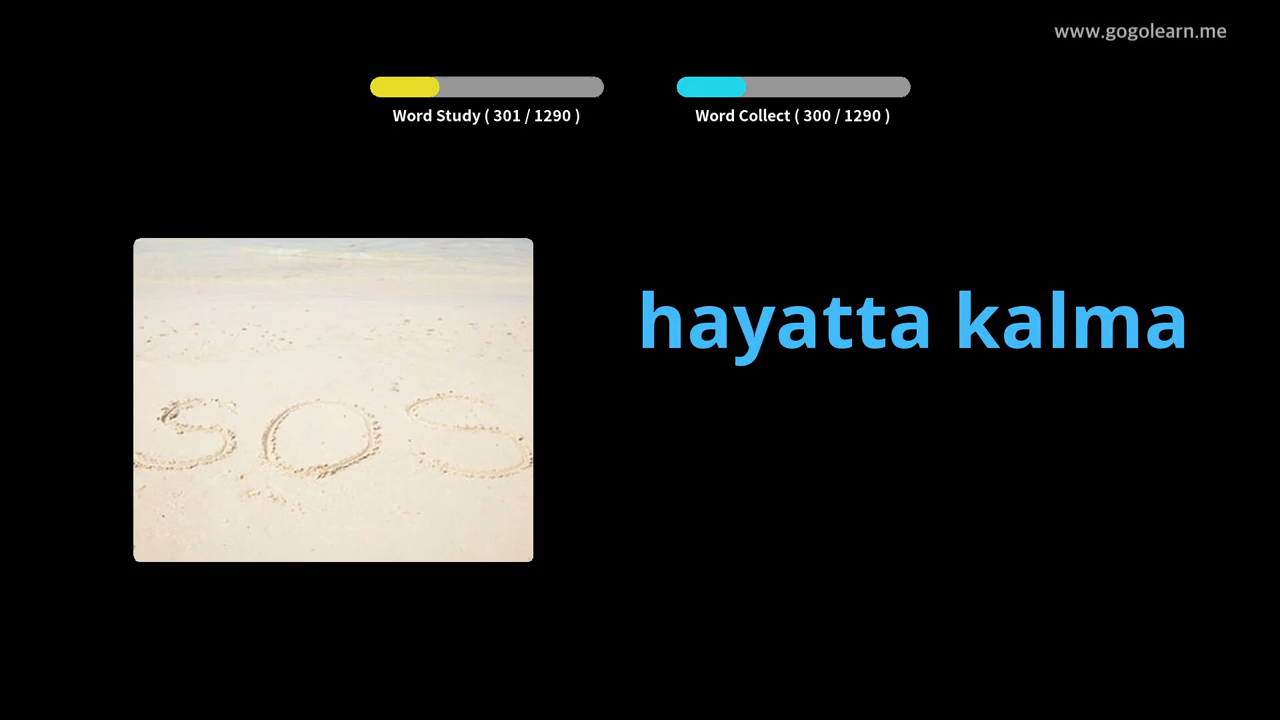 www.gogolearn.me
Word Study ( 301 / 1290 )
Word Collect ( 300 / 1290 )
hayatta kalma
SOS